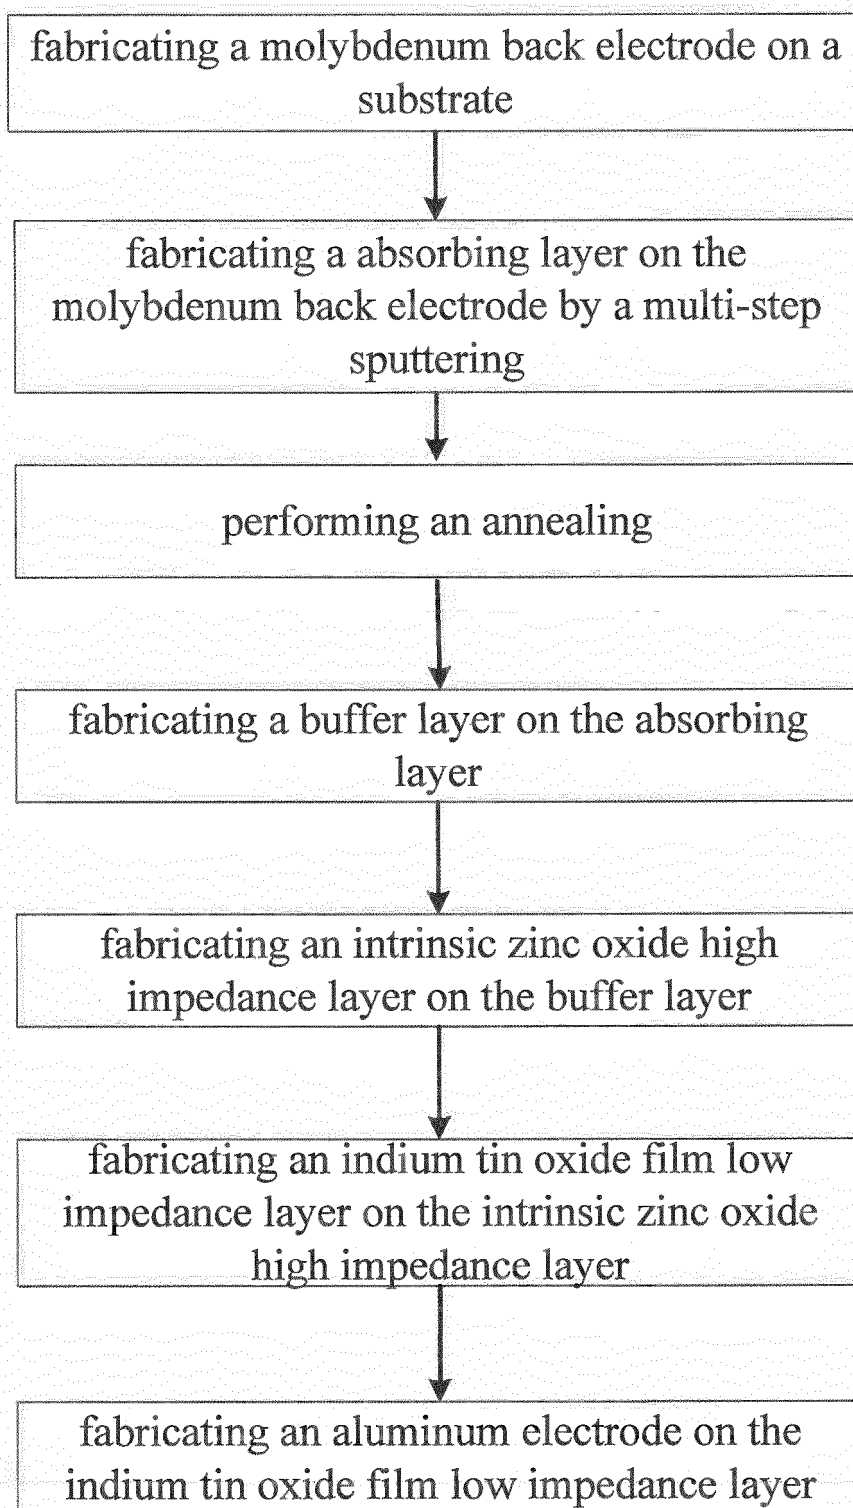 fabricating a molybdenum back electrode on a
substrate
fabricating a absorbing layer on the
molybdenum back electrode by a multi-step
sputtering
performing an annealing
fabricating a buffer layer on the absorbing
layer
fabricating an intrinsic zinc oxide high
impedance layer on the buffer layer
fabricating an indium tin oxide film low
impedance layer on the intrinsic zinc oxide
high impedance layer
fabricating an aluminum electrode on the
indium tin oxide film low impedance layer